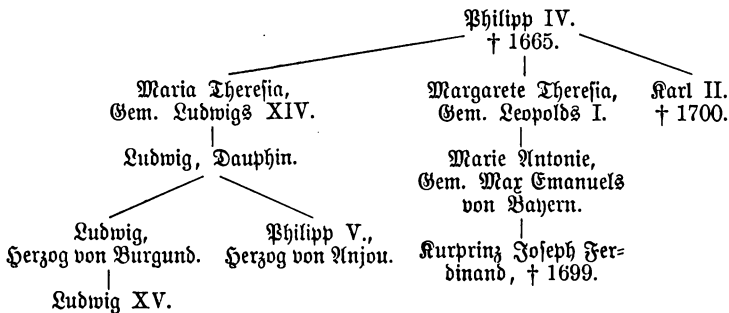 Philipp IV.
† 1665.
Maria Theresia,
Gem. Ludwigs XIV.
Margarete Theresia,
Gem. Leopolds I.
Karl II.
† 1700.
Ludwig, Dauphin.
Marie Antonie,
Gem. Max Emanuels
von Bayern.
Ludwig,
Herzog von Burgund.
Philipp V.,
Herzog von Anjou.
Kurprinz Joseph Fer-
dinand, † 1699.
Ludwig XV.